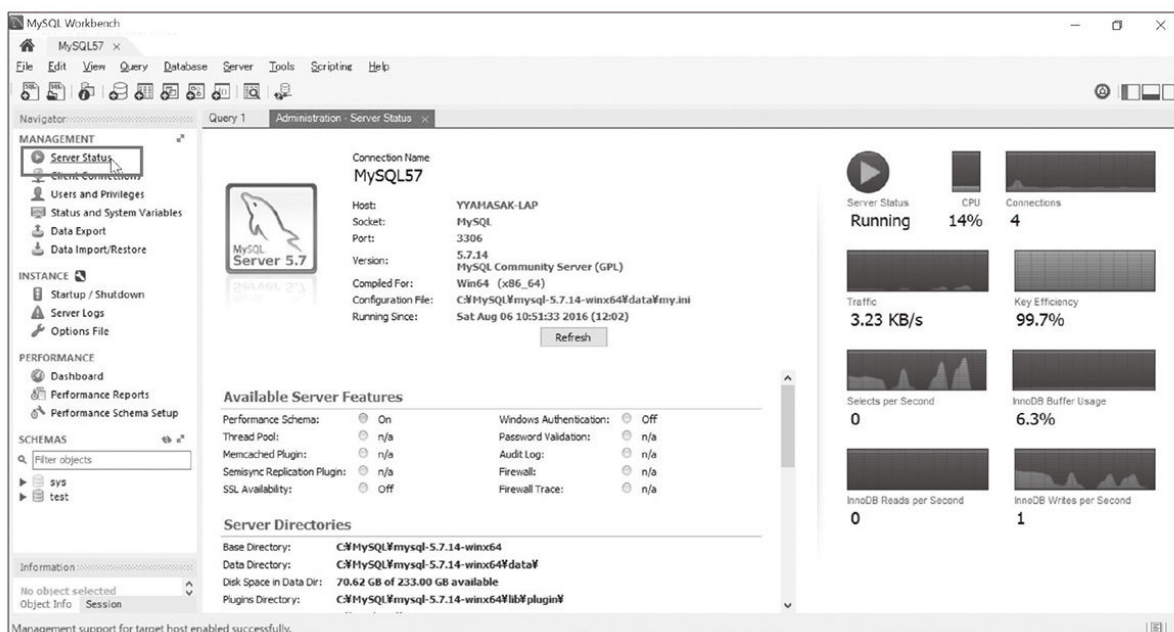 MySQL Workbench
MySQL57 ×
File Edit View Query Database Server Tools Scripting Help
Navigator
Query 1 Administration - Server Status ×
MANAGEMENT
Server Status
Client Connections
Users and Privileges
Status and System Variables
Data Export
Data Import/Restore
INSTANCE
Startup / Shutdown
Server Logs
Options File
PERFORMANCE
Dashboard
Performance Reports
Performance Schema Setup
SCHEMAS
Filter objects
sys
test
Information
No object selected
Object Info Session
Connection Name
MySQL57
MySQL
Server 5.7
Host: YYAMASAK-LAP
Socket: MySQL
Port: 3306
Version: 5.7.14
MySQL Community Server (GPL)
Compiled For: Win64 (x86_64)
Configuration File: C:¥MySQL¥mysql-5.7.14-winx64¥data¥my.ini
Running Since: Sat Aug 06 10:51:33 2016 (12:02)
Refresh
Available Server Features
Performance Schema: On Windows Authentication: Off
Thread Pool: n/a Password Validation: n/a
Memcached Plugin: n/a Audit Log: n/a
Semisync Replication Plugin: n/a Firewall: n/a
SSL Availability: Off Firewall Trace: n/a
Server Directories
Base Directory: C:¥MySQL¥mysql-5.7.14-winx64
Data Directory: C:¥MySQL¥mysql-5.7.14-winx64¥data¥
Disk Space in Data Dir: 70.62 GB of 233.00 GB available
Plugins Directory: C:¥MySQL¥mysql-5.7.14-winx64¥lib¥plugin¥
Server Status CPU Connections
Running 14% 4
Traffic Key Efficiency
3.23 KB/s 99.7%
Selects per Second InnoDB Buffer Usage
0 6.3%
InnoDB Reads per Second InnoDB Writes per Second
0 1
Management support for target host enabled successfully.